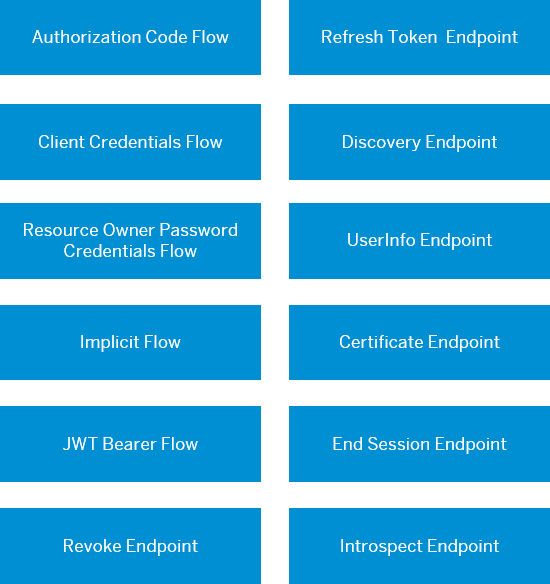 Authorization Code Flow
Refresh Token  Endpoint
Client Credentials Flow
Discovery Endpoint
Resource Owner Password
Credentials Flow
UserInfo Endpoint
Implicit Flow
Certificate Endpoint
JWT Bearer Flow
End Session Endpoint
Revoke Endpoint
Introspect Endpoint